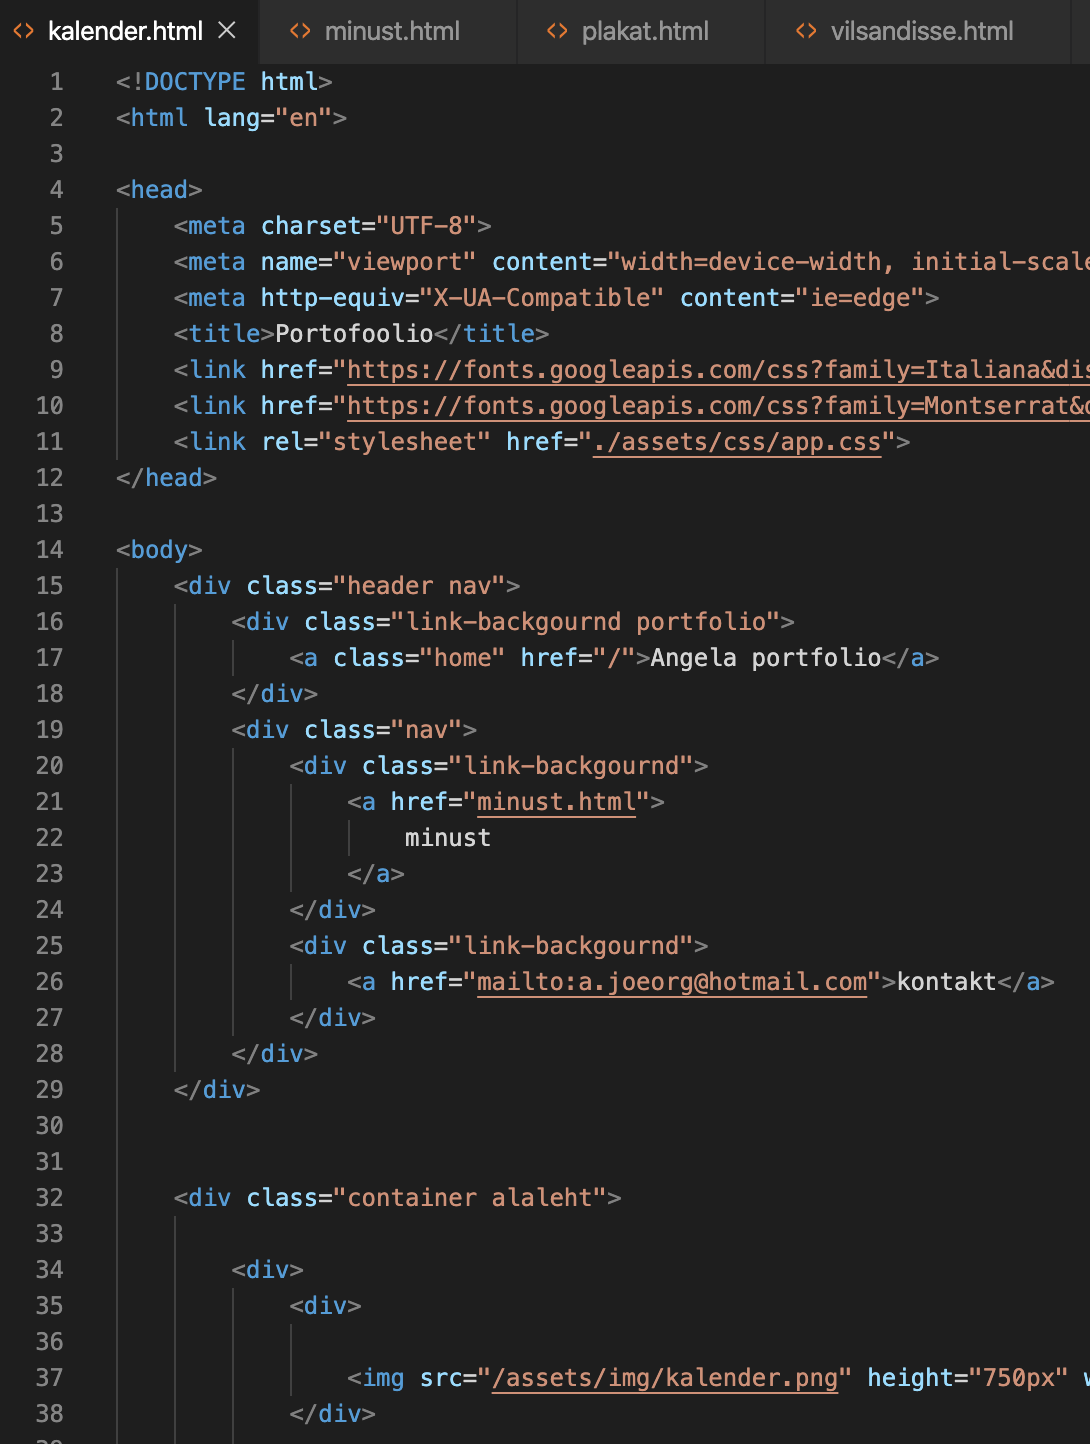 kalender.html minust.html plakat.html vilsandisse.html
1 <!DOCTYPE html>
2 <html lang="en">
3
4 <head>
5 <meta charset="UTF-8">
6 <meta name="viewport" content="width=device-width, initial-scale
7 <meta http-equiv="X-UA-Compatible" content="ie=edge">
8 <title>Portofoolio</title>
9 <link href="https://fonts.googleapis.com/css?family=Italiana&dis
10 <link href="https://fonts.googleapis.com/css?family=Montserrat&d
11 <link rel="stylesheet" href="./assets/css/app.css">
12 </head>
13
14 <body>
15 <div class="header nav">
16 <div class="link-backgournd portfolio">
17 <a class="home" href="/">Angela portfolio</a>
18 </div>
19 <div class="nav">
20 <div class="link-backgournd">
21 <a href="minust.html">
22 minust
23 </a>
24 </div>
25 <div class="link-backgournd">
26 <a href="mailto:a.joeorg@hotmail.com">kontakt</a>
27 </div>
28 </div>
29 </div>
30
31
32 <div class="container alaleht">
33
34 <div>
35 <div>
36
37 <img src="/assets/img/kalender.png" height="750px" w
38 </div>